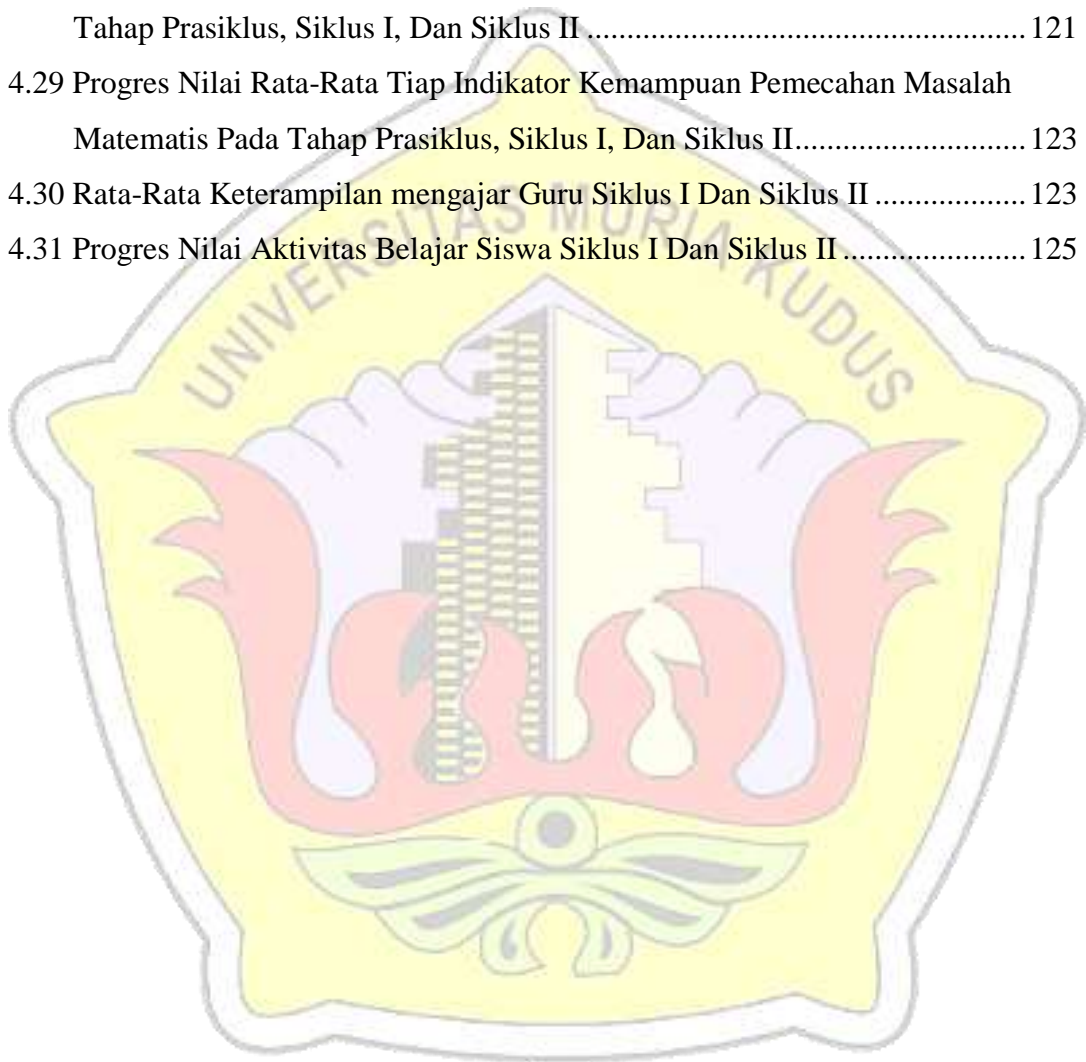 Tahap Prasiklus, Siklus I, Dan Siklus II ........................................................... 121
4.29 Progres Nilai Rata-Rata Tiap Indikator Kemampuan Pemecahan Masalah
Matematis Pada Tahap Prasiklus, Siklus I, Dan Siklus II............................... 123
4.30 Rata-Rata Keterampilan mengajar Guru Siklus I Dan Siklus II .................... 123
4.31 Progres Nilai Aktivitas Belajar Siswa Siklus I Dan Siklus II ........................ 125
UNIVERSITAS MURIA KUDUS